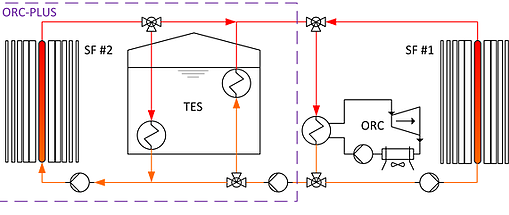 ORC-PLUS
SF #2
SF #1
TES
ORC